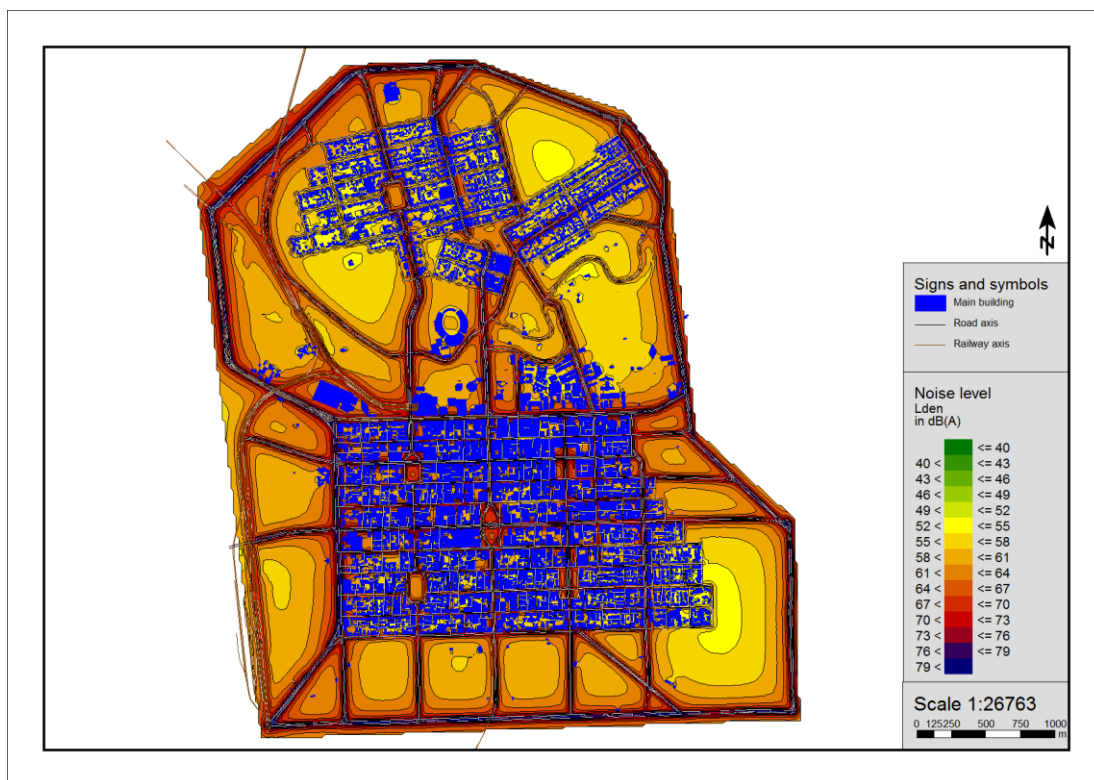 N
Signs and symbols
Main building
Road axis
Railway axis
Noise level
Lden
in dB(A)
<= 40
40 < <= 43
43 < <= 46
46 < <= 49
49 < <= 52
52 < <= 55
55 < <= 58
58 < <= 61
61 < <= 64
64 < <= 67
67 < <= 70
70 < <= 73
73 < <= 76
76 < <= 79
79 <
Scale 1:26763
0 125250 500 750 1000
m